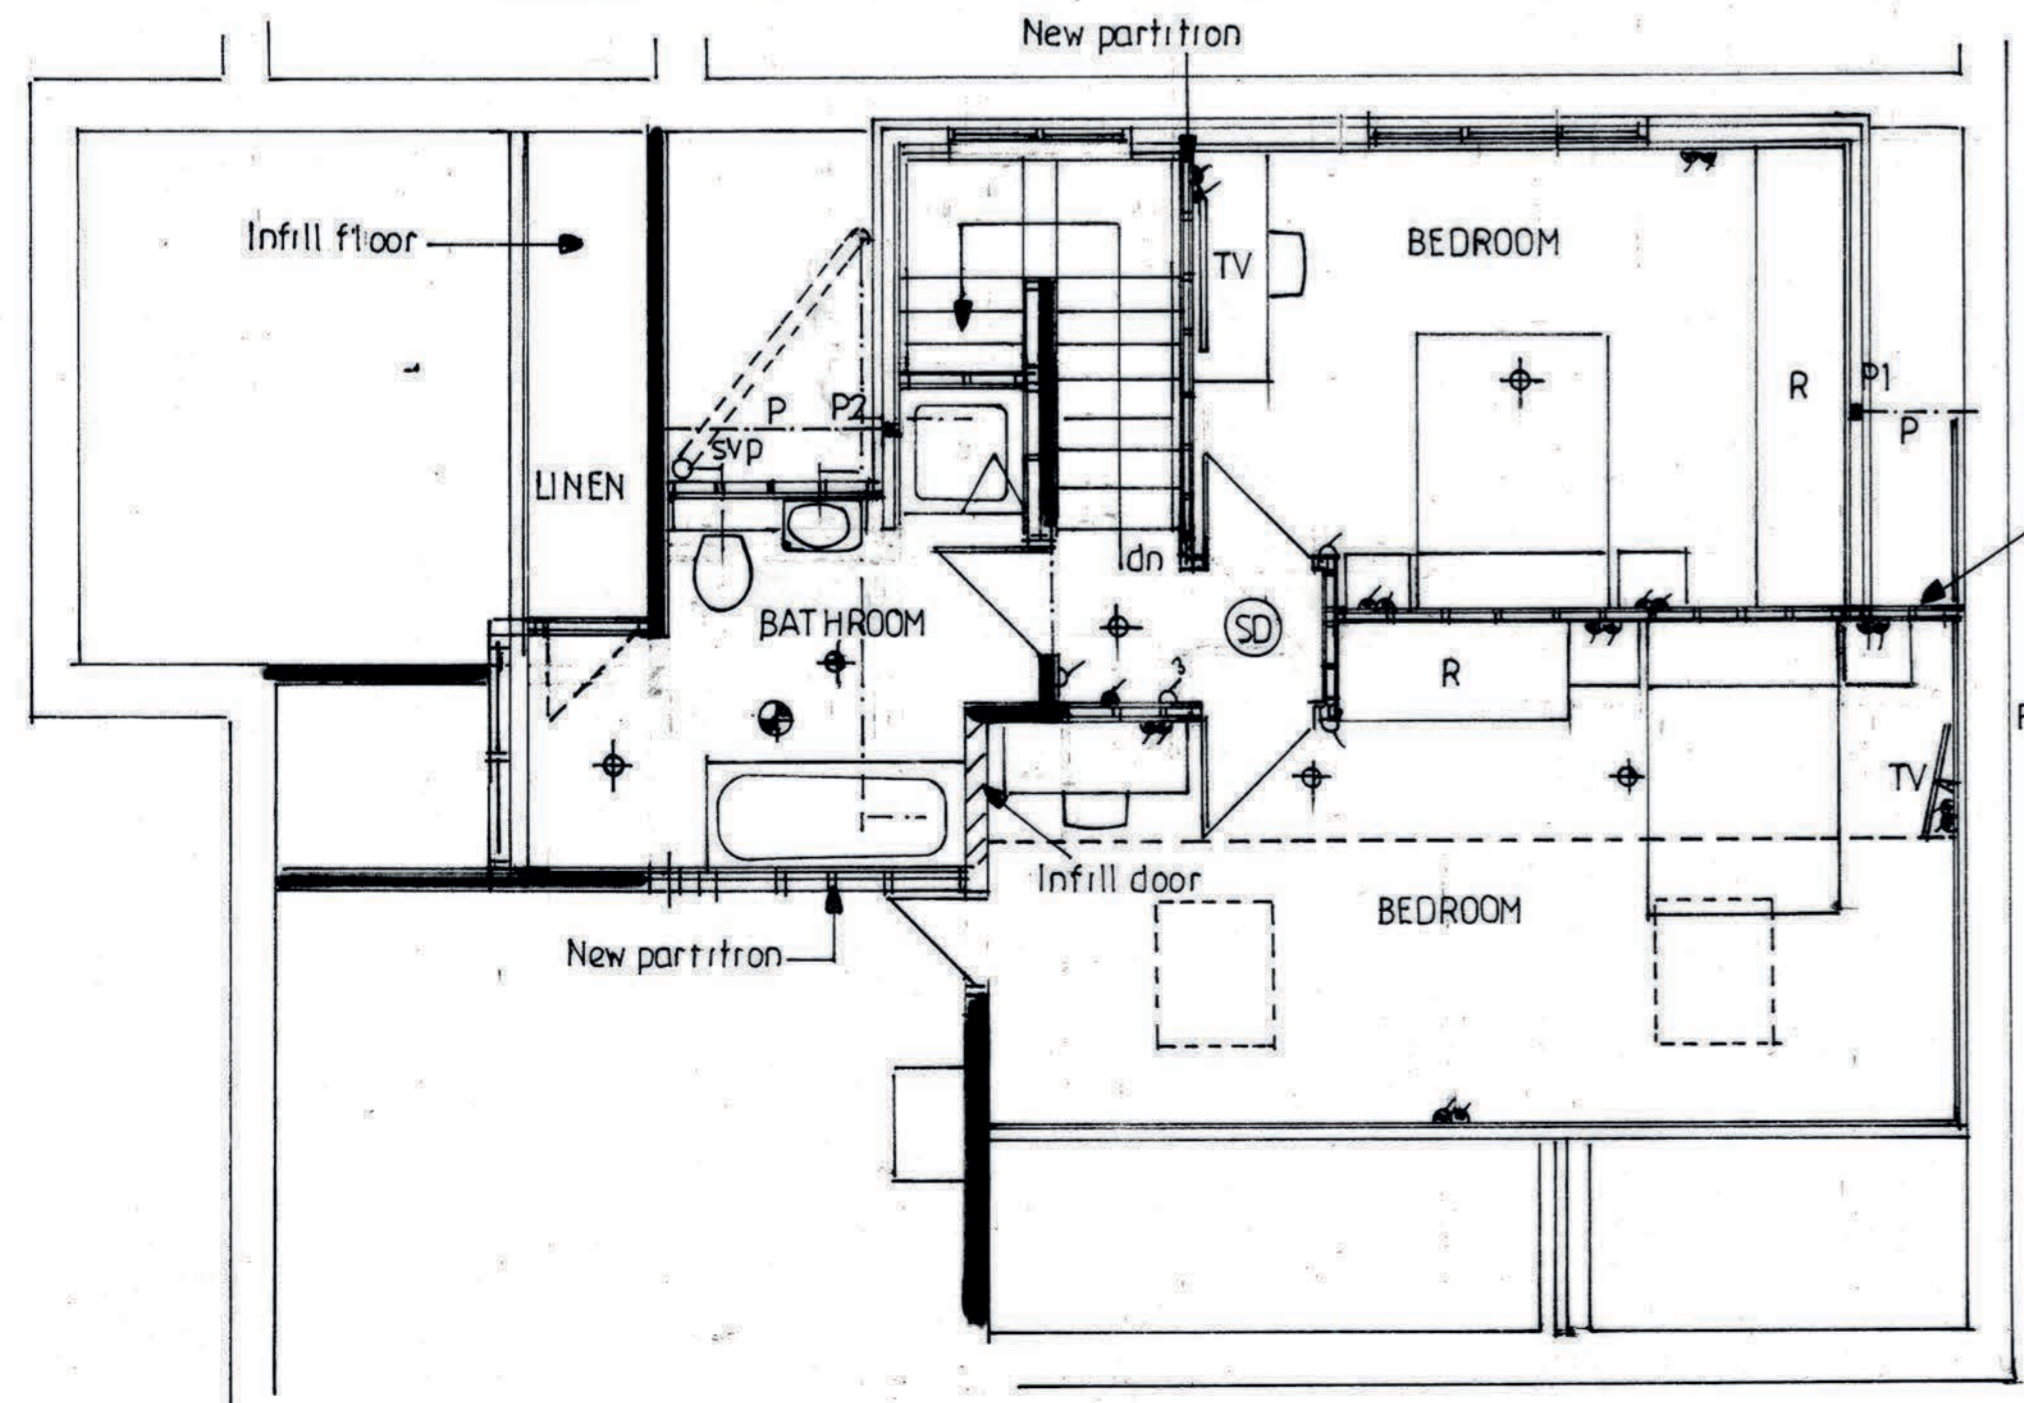 New partition
Infill floor
TV
BEDROOM
R
P1
P
P
P2
svp
LINEN
dn
BATHROOM
SD
R
3
TV
Infill door
BEDROOM
New partition